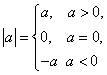 |a| = { a, a > 0,
0, a = 0,
-a a < 0